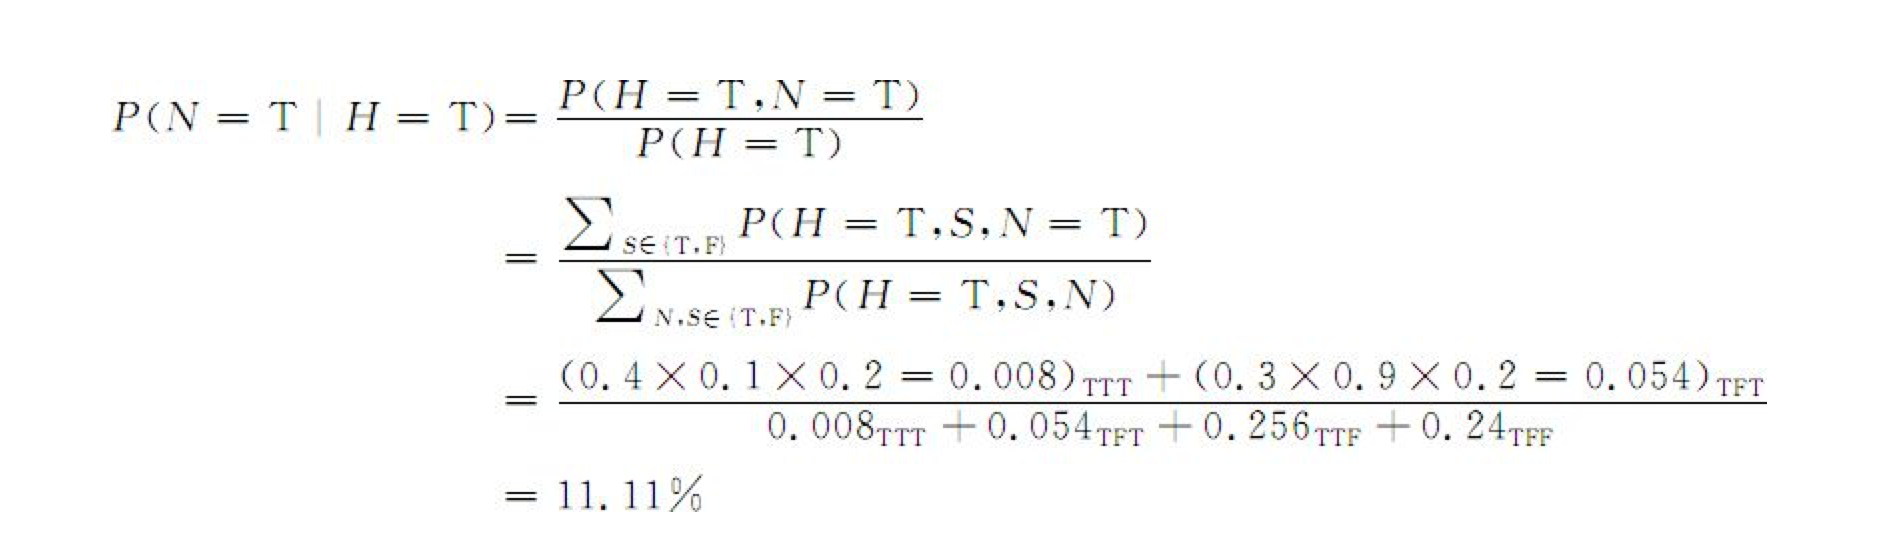 P(N = T | H = T) = P(H = T, N = T) / P(H = T)
= ∑_{S∈{T,F}} P(H = T, S, N = T) / ∑_{N,S∈{T,F}} P(H = T, S, N)
= (0.4 × 0.1 × 0.2 = 0.008)_{TTT} + (0.3 × 0.9 × 0.2 = 0.054)_{TFT} / 0.008_{TTT} + 0.054_{TFT} + 0.256_{TTF} + 0.24_{TFF}
= 11.11%